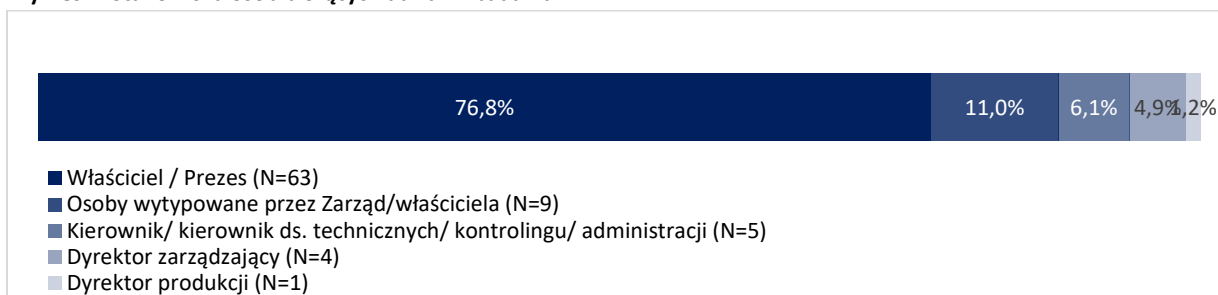 76,8%
11,0%
6,1%
4,9%
1,2%
Właściciel / Prezes (N=63)
Osoby wytypowane przez Zarząd/właściciela (N=9)
Kierownik/ kierownik ds. technicznych/ kontrolingu/ administracji (N=5)
Dyrektor zarządzający (N=4)
Dyrektor produkcji (N=1)